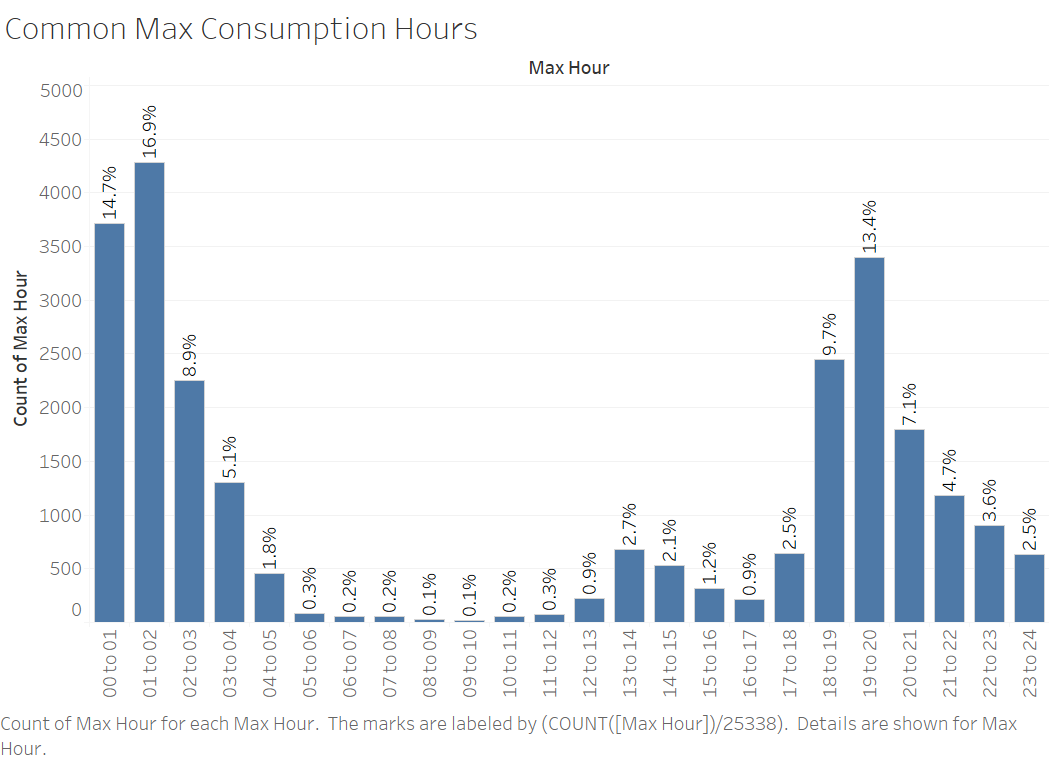 Common Max Consumption Hours
Max Hour
Count of Max Hour
5000
4500
4000
3500
3000
2500
2000
1500
1000
500
0
14.7%
16.9%
8.9%
5.1%
1.8%
0.3%
0.2%
0.2%
0.1%
0.1%
0.2%
0.3%
0.9%
2.7%
2.1%
1.2%
0.9%
2.5%
9.7%
13.4%
7.1%
4.7%
3.6%
2.5%
00 to 01
01 to 02
02 to 03
03 to 04
04 to 05
05 to 06
06 to 07
07 to 08
08 to 09
09 to 10
10 to 11
11 to 12
12 to 13
13 to 14
14 to 15
15 to 16
16 to 17
17 to 18
18 to 19
19 to 20
20 to 21
21 to 22
22 to 23
23 to 24
Count of Max Hour for each Max Hour.  The marks are labeled by (COUNT([Max Hour])/25338).  Details are shown for Max
Hour.